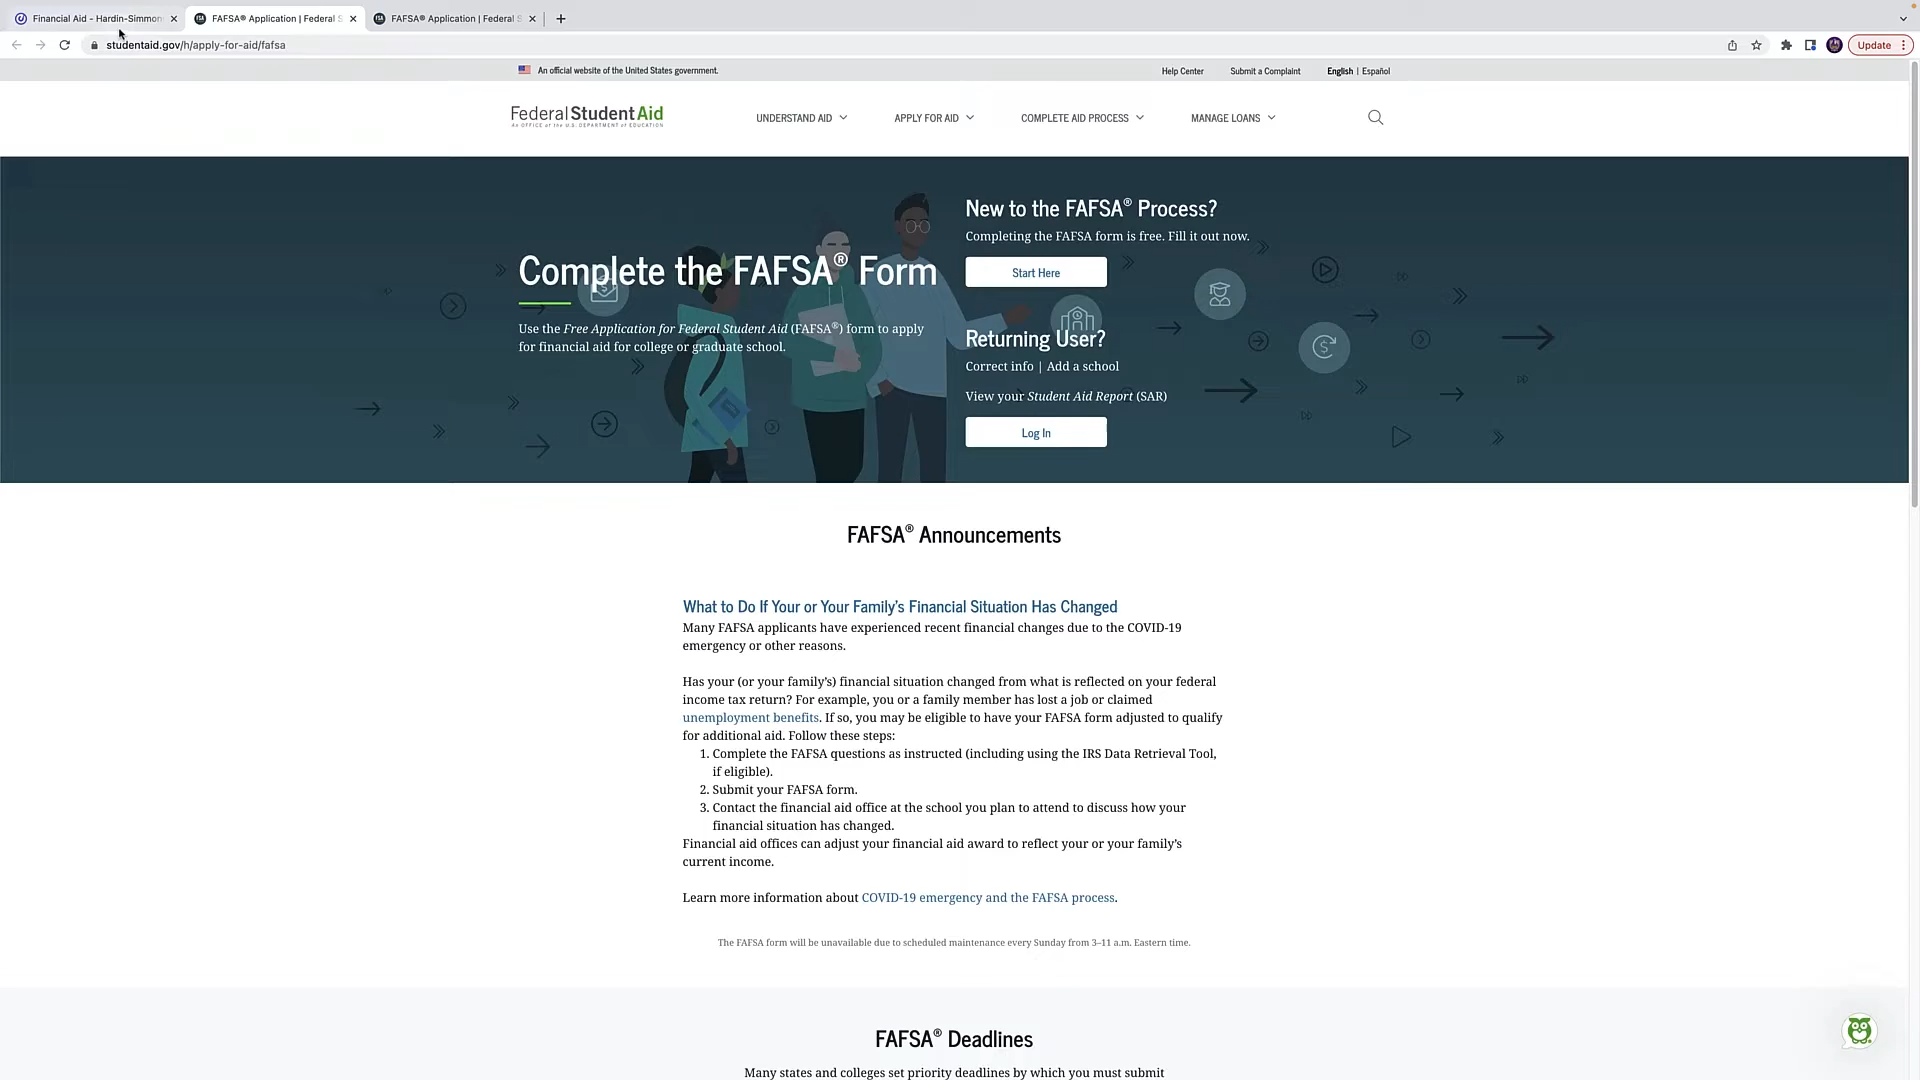 Financial Aid - Hardin-Simmon
FAFSA® Application | Federal S
FAFSA® Application | Federal S
studentaid.gov/h/apply-for-aid/fafsa
Update
An official website of the United States government.
Help Center
Submit a Complaint
English | Español
Federal Student Aid
An OFFICE of the U.S. DEPARTMENT of EDUCATION
UNDERSTAND AID
APPLY FOR AID
COMPLETE AID PROCESS
MANAGE LOANS
Complete the FAFSA® Form
Use the Free Application for Federal Student Aid (FAFSA®) form to apply
for financial aid for college or graduate school.
New to the FAFSA® Process?
Completing the FAFSA form is free. Fill it out now.
Start Here
Returning User?
Correct info | Add a school
View your Student Aid Report (SAR)
Log In
FAFSA® Announcements
What to Do If Your or Your Family's Financial Situation Has Changed
Many FAFSA applicants have experienced recent financial changes due to the COVID-19
emergency or other reasons.
Has your (or your family's) financial situation changed from what is reflected on your federal
income tax return? For example, you or a family member has lost a job or claimed
unemployment benefits. If so, you may be eligible to have your FAFSA form adjusted to qualify
for additional aid. Follow these steps:
1. Complete the FAFSA questions as instructed (including using the IRS Data Retrieval Tool,
if eligible).
2. Submit your FAFSA form.
3. Contact the financial aid office at the school you plan to attend to discuss how your
financial situation has changed.
Financial aid offices can adjust your financial aid award to reflect your or your family's
current income.
Learn more information about COVID-19 emergency and the FAFSA process.
The FAFSA form will be unavailable due to scheduled maintenance every Sunday from 3–11 a.m. Eastern time.
FAFSA® Deadlines
Many states and colleges set priority deadlines by which you must submit